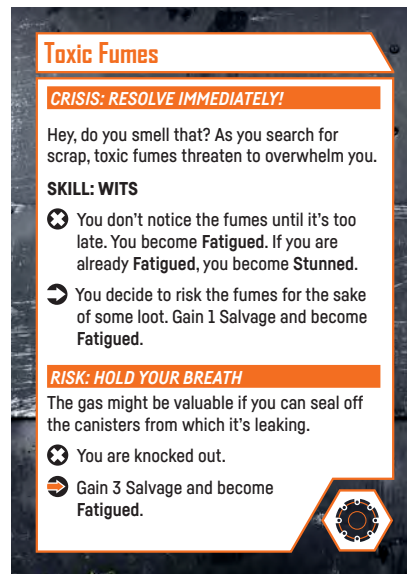 Toxic Fumes
CRISIS: RESOLVE IMMEDIATELY!
Hey, do you smell that? As you search for
scrap, toxic fumes threaten to overwhelm you.
SKILL: WITS
You don't notice the fumes until it's too
late. You become Fatigued. If you are
already Fatigued, you become Stunned.
You decide to risk the fumes for the sake
of some loot. Gain 1 Salvage and become
Fatigued.
RISK: HOLD YOUR BREATH
The gas might be valuable if you can seal off
the canisters from which it's leaking.
You are knocked out.
Gain 3 Salvage and become
Fatigued.